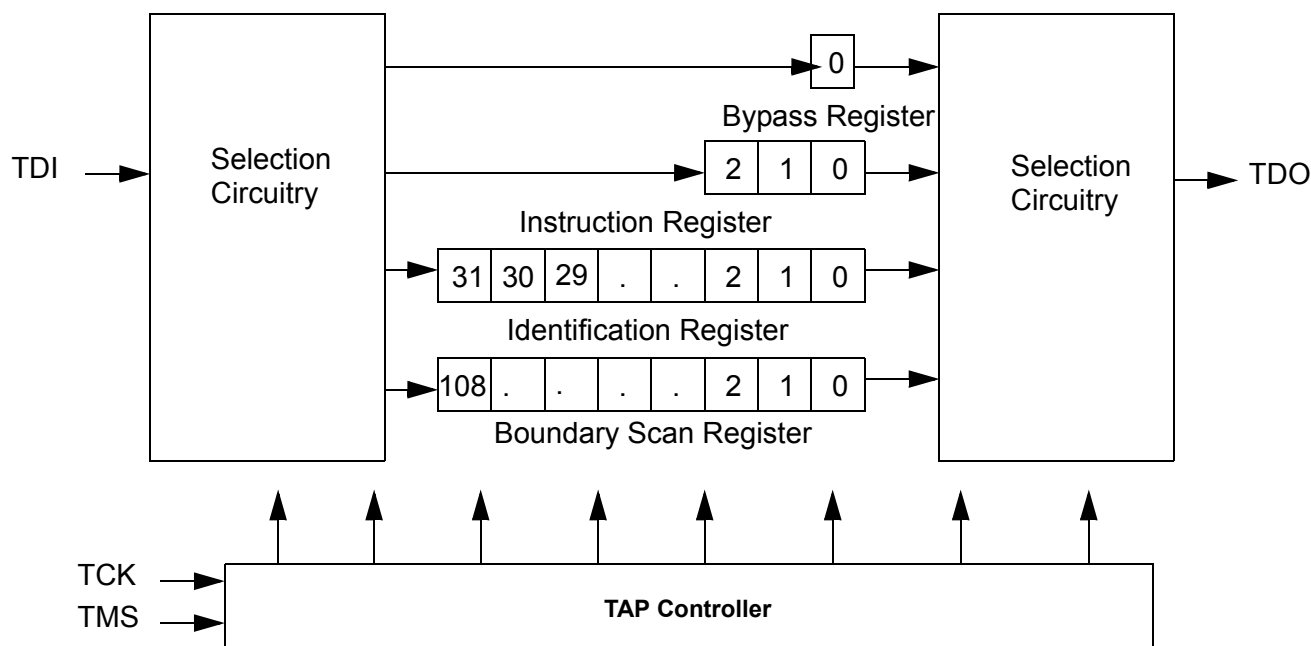 0
Bypass Register
TDI
Selection
Circuitry
2 1 0
Selection
Circuitry
TDO
Instruction Register
31 30 29 . . 2 1 0
Identification Register
108 . . . . 2 1 0
Boundary Scan Register
TCK
TMS
TAP Controller